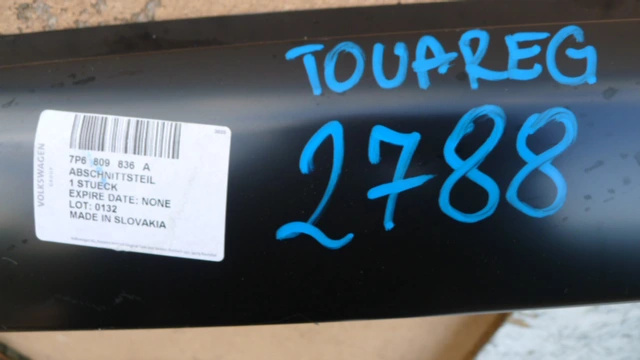 TOUAREG
2788
VOLKSWAGEN
7P6 809 836 A
ABSCHNITTSTEIL
1 STUECK
EXPIRE DATE: NONE
LOT: 0132
MADE IN SLOVAKIA